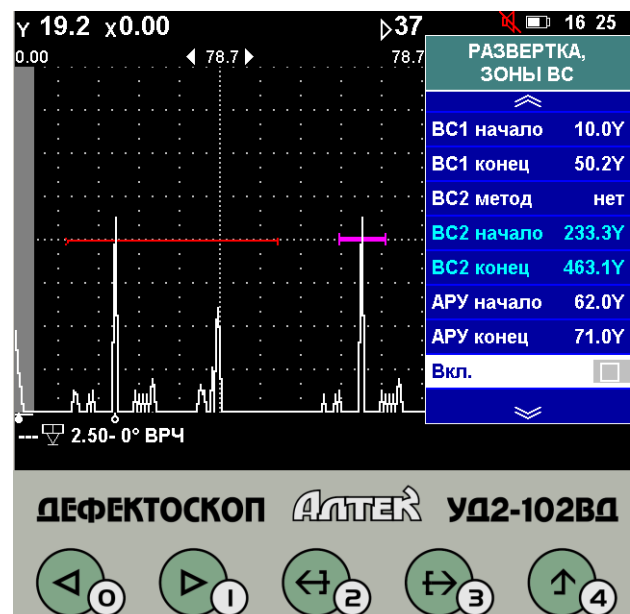 Y 19.2 X0.00 ▷37 16 25
0.00 ◀ 78.7 ▶ 78.7
РАЗВЕРТКА,
ЗОНЫ ВС
ВС1 начало 10.0Y
ВС1 конец 50.2Y
ВС2 метод нет
ВС2 начало 233.3Y
ВС2 конец 463.1Y
АРУ начало 62.0Y
АРУ конец 71.0Y
Вкл.
--- 2.50- 0° ВРЧ
ДЕФЕКТОСКОП Алтек УД2-102ВД
0 1 2 3 4